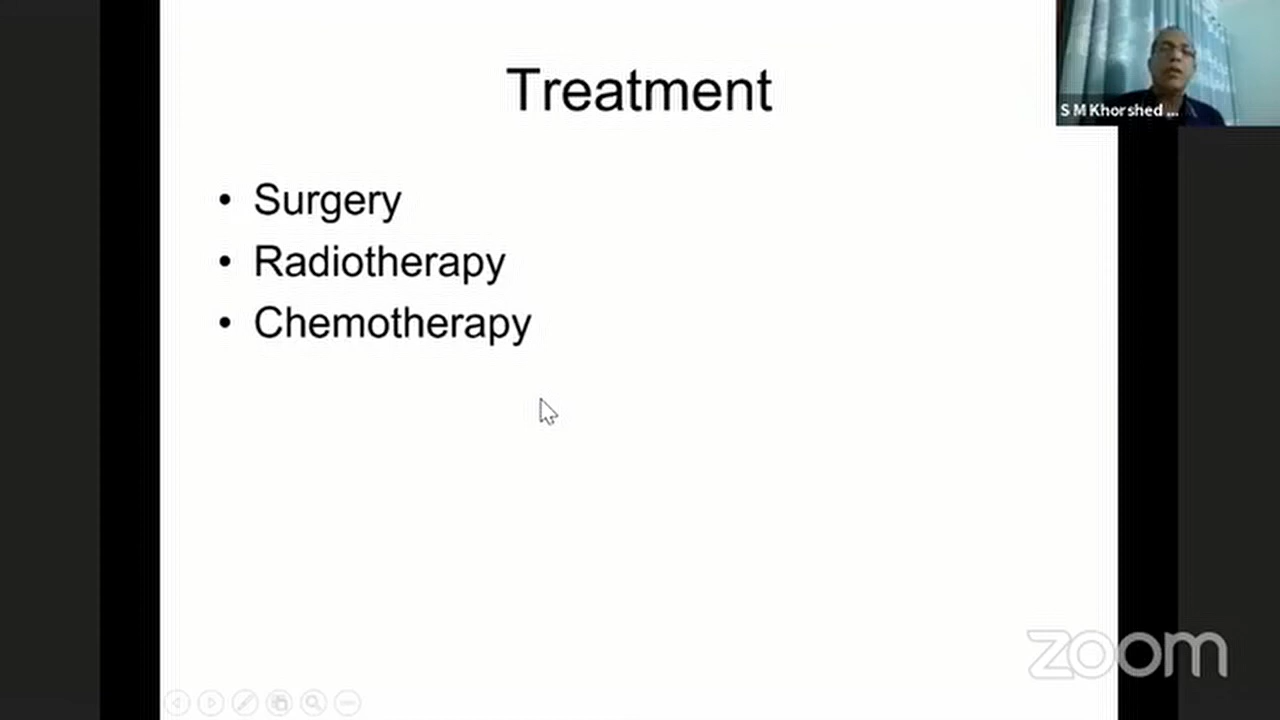 Treatment
S M Khorshed ...
• Surgery
• Radiotherapy
• Chemotherapy
zoom